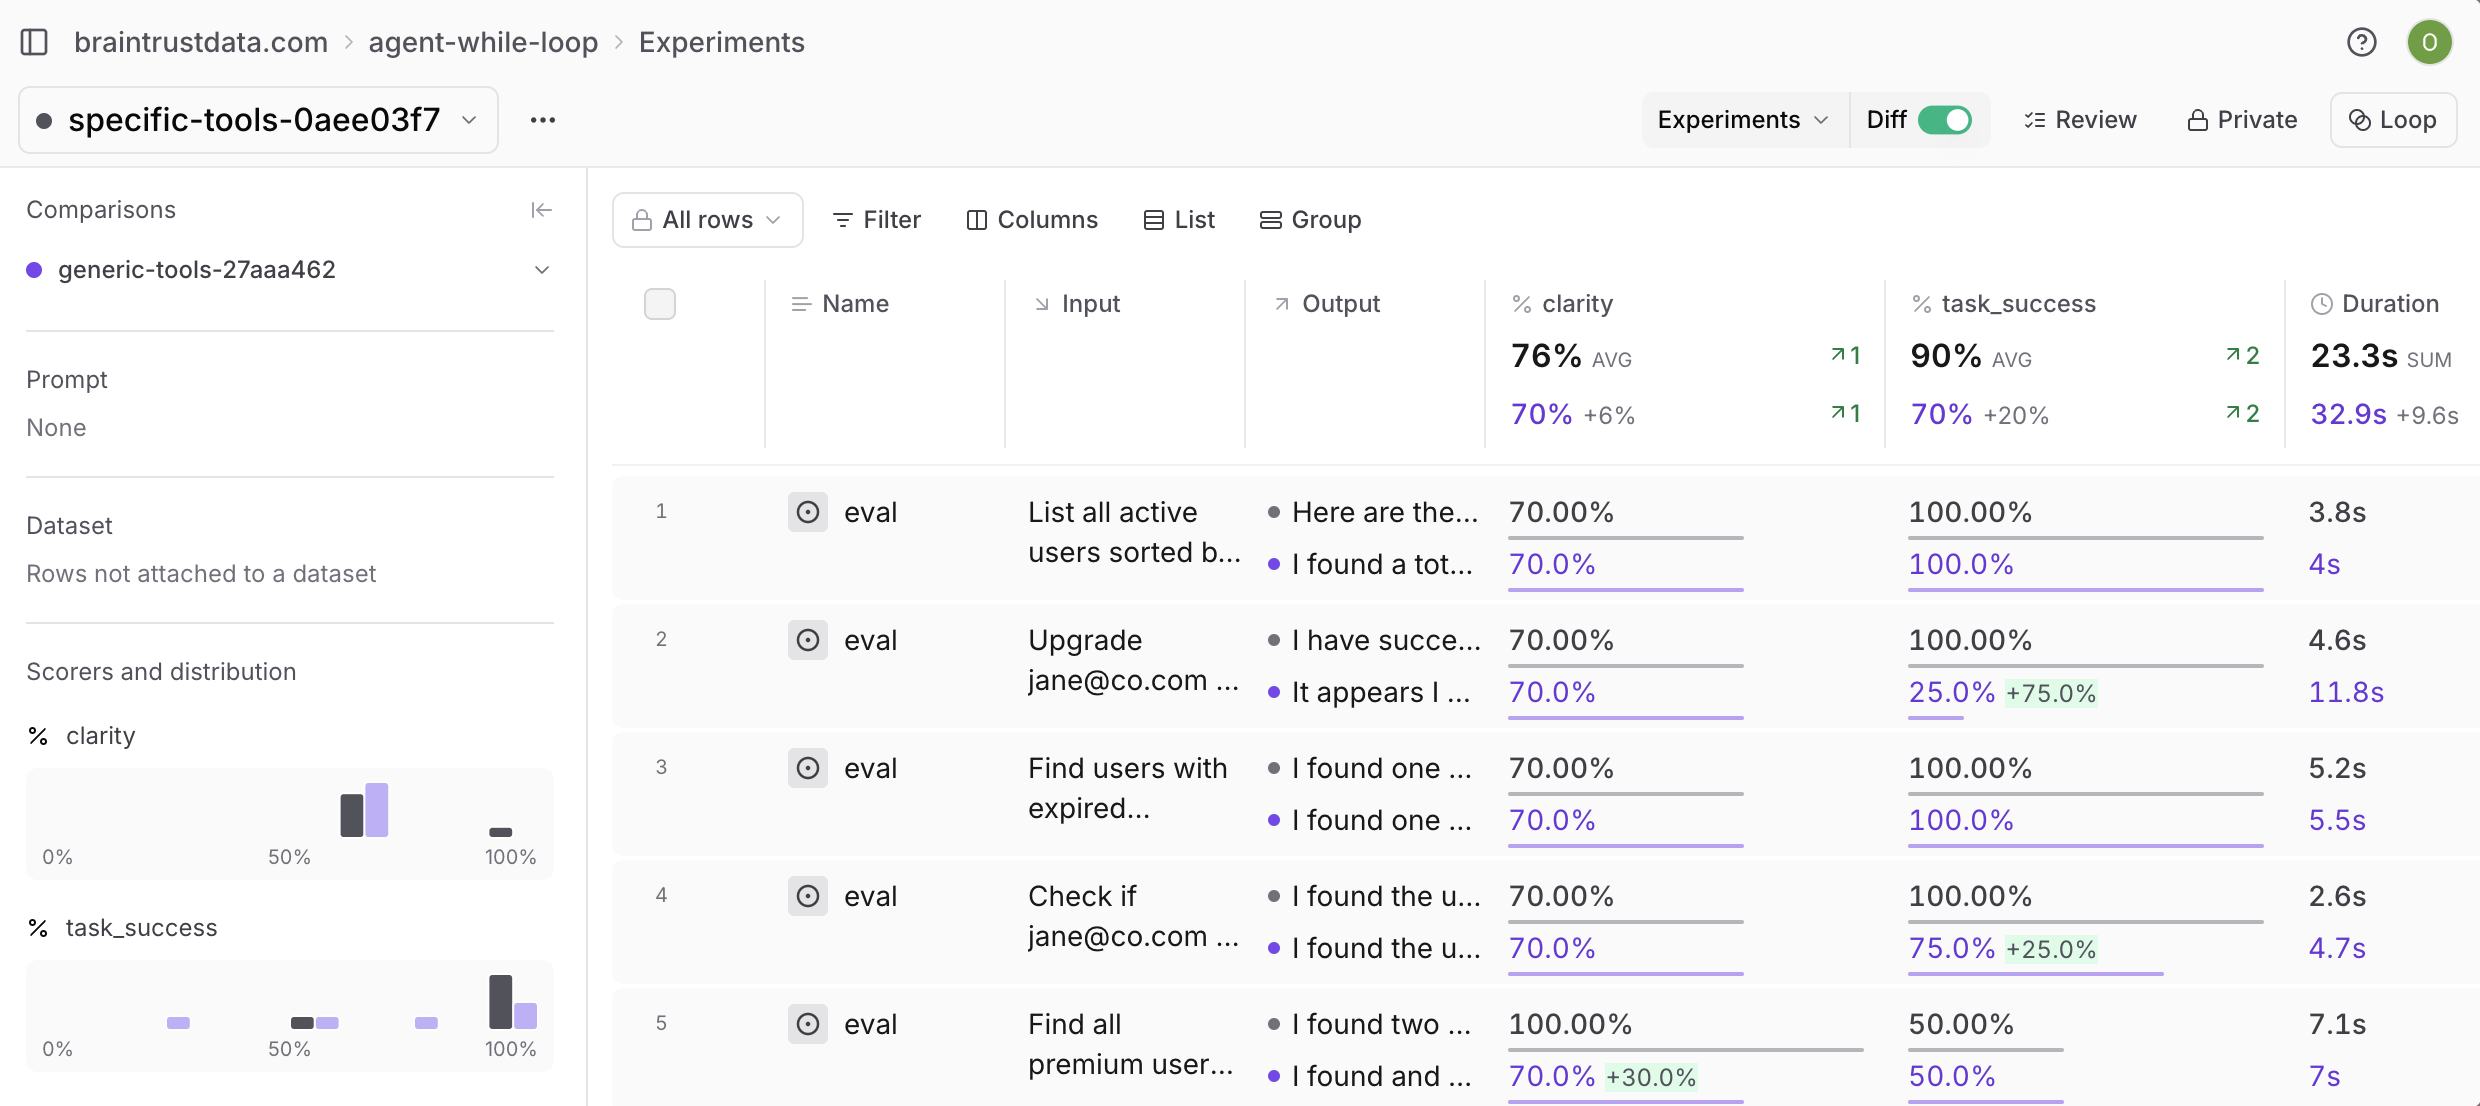 braintrustdata.com > agent-while-loop > Experiments
O
specific-tools-0aee03f7
Experiments
Diff
Review
Private
Loop
Comparisons
generic-tools-27aaa462
Prompt
None
Dataset
Rows not attached to a dataset
Scorers and distribution
% clarity
0% 50% 100%
% task_success
0% 50% 100%
All rows
Filter
Columns
List
Group
Name Input Output % clarity % task_success Duration
76% AVG 1 90% AVG 2 23.3s SUM
70% +6% 1 70% +20% 2 32.9s +9.6s
1 eval List all active Here are the... 70.00% 100.00% 3.8s
users sorted b... I found a tot... 70.0% 100.0% 4s
2 eval Upgrade I have succe... 70.00% 100.00% 4.6s
jane@co.com ... It appears I ... 70.0% 25.0% +75.0% 11.8s
3 eval Find users with I found one ... 70.00% 100.00% 5.2s
expired... I found one ... 70.0% 100.0% 5.5s
4 eval Check if I found the u... 70.00% 100.00% 2.6s
jane@co.com ... I found the u... 70.0% 75.0% +25.0% 4.7s
5 eval Find all I found two ... 100.00% 50.00% 7.1s
premium user... I found and ... 70.0% +30.0% 50.0% 7s